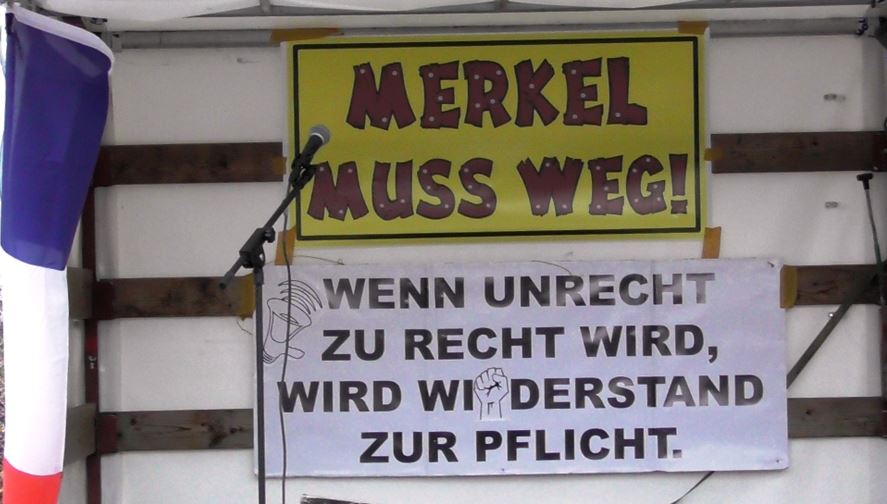 MERKEL
MUSS WEG!
WENN UNRECHT
ZU RECHT WIRD,
WIRD WIDERSTAND
ZUR PFLICHT.